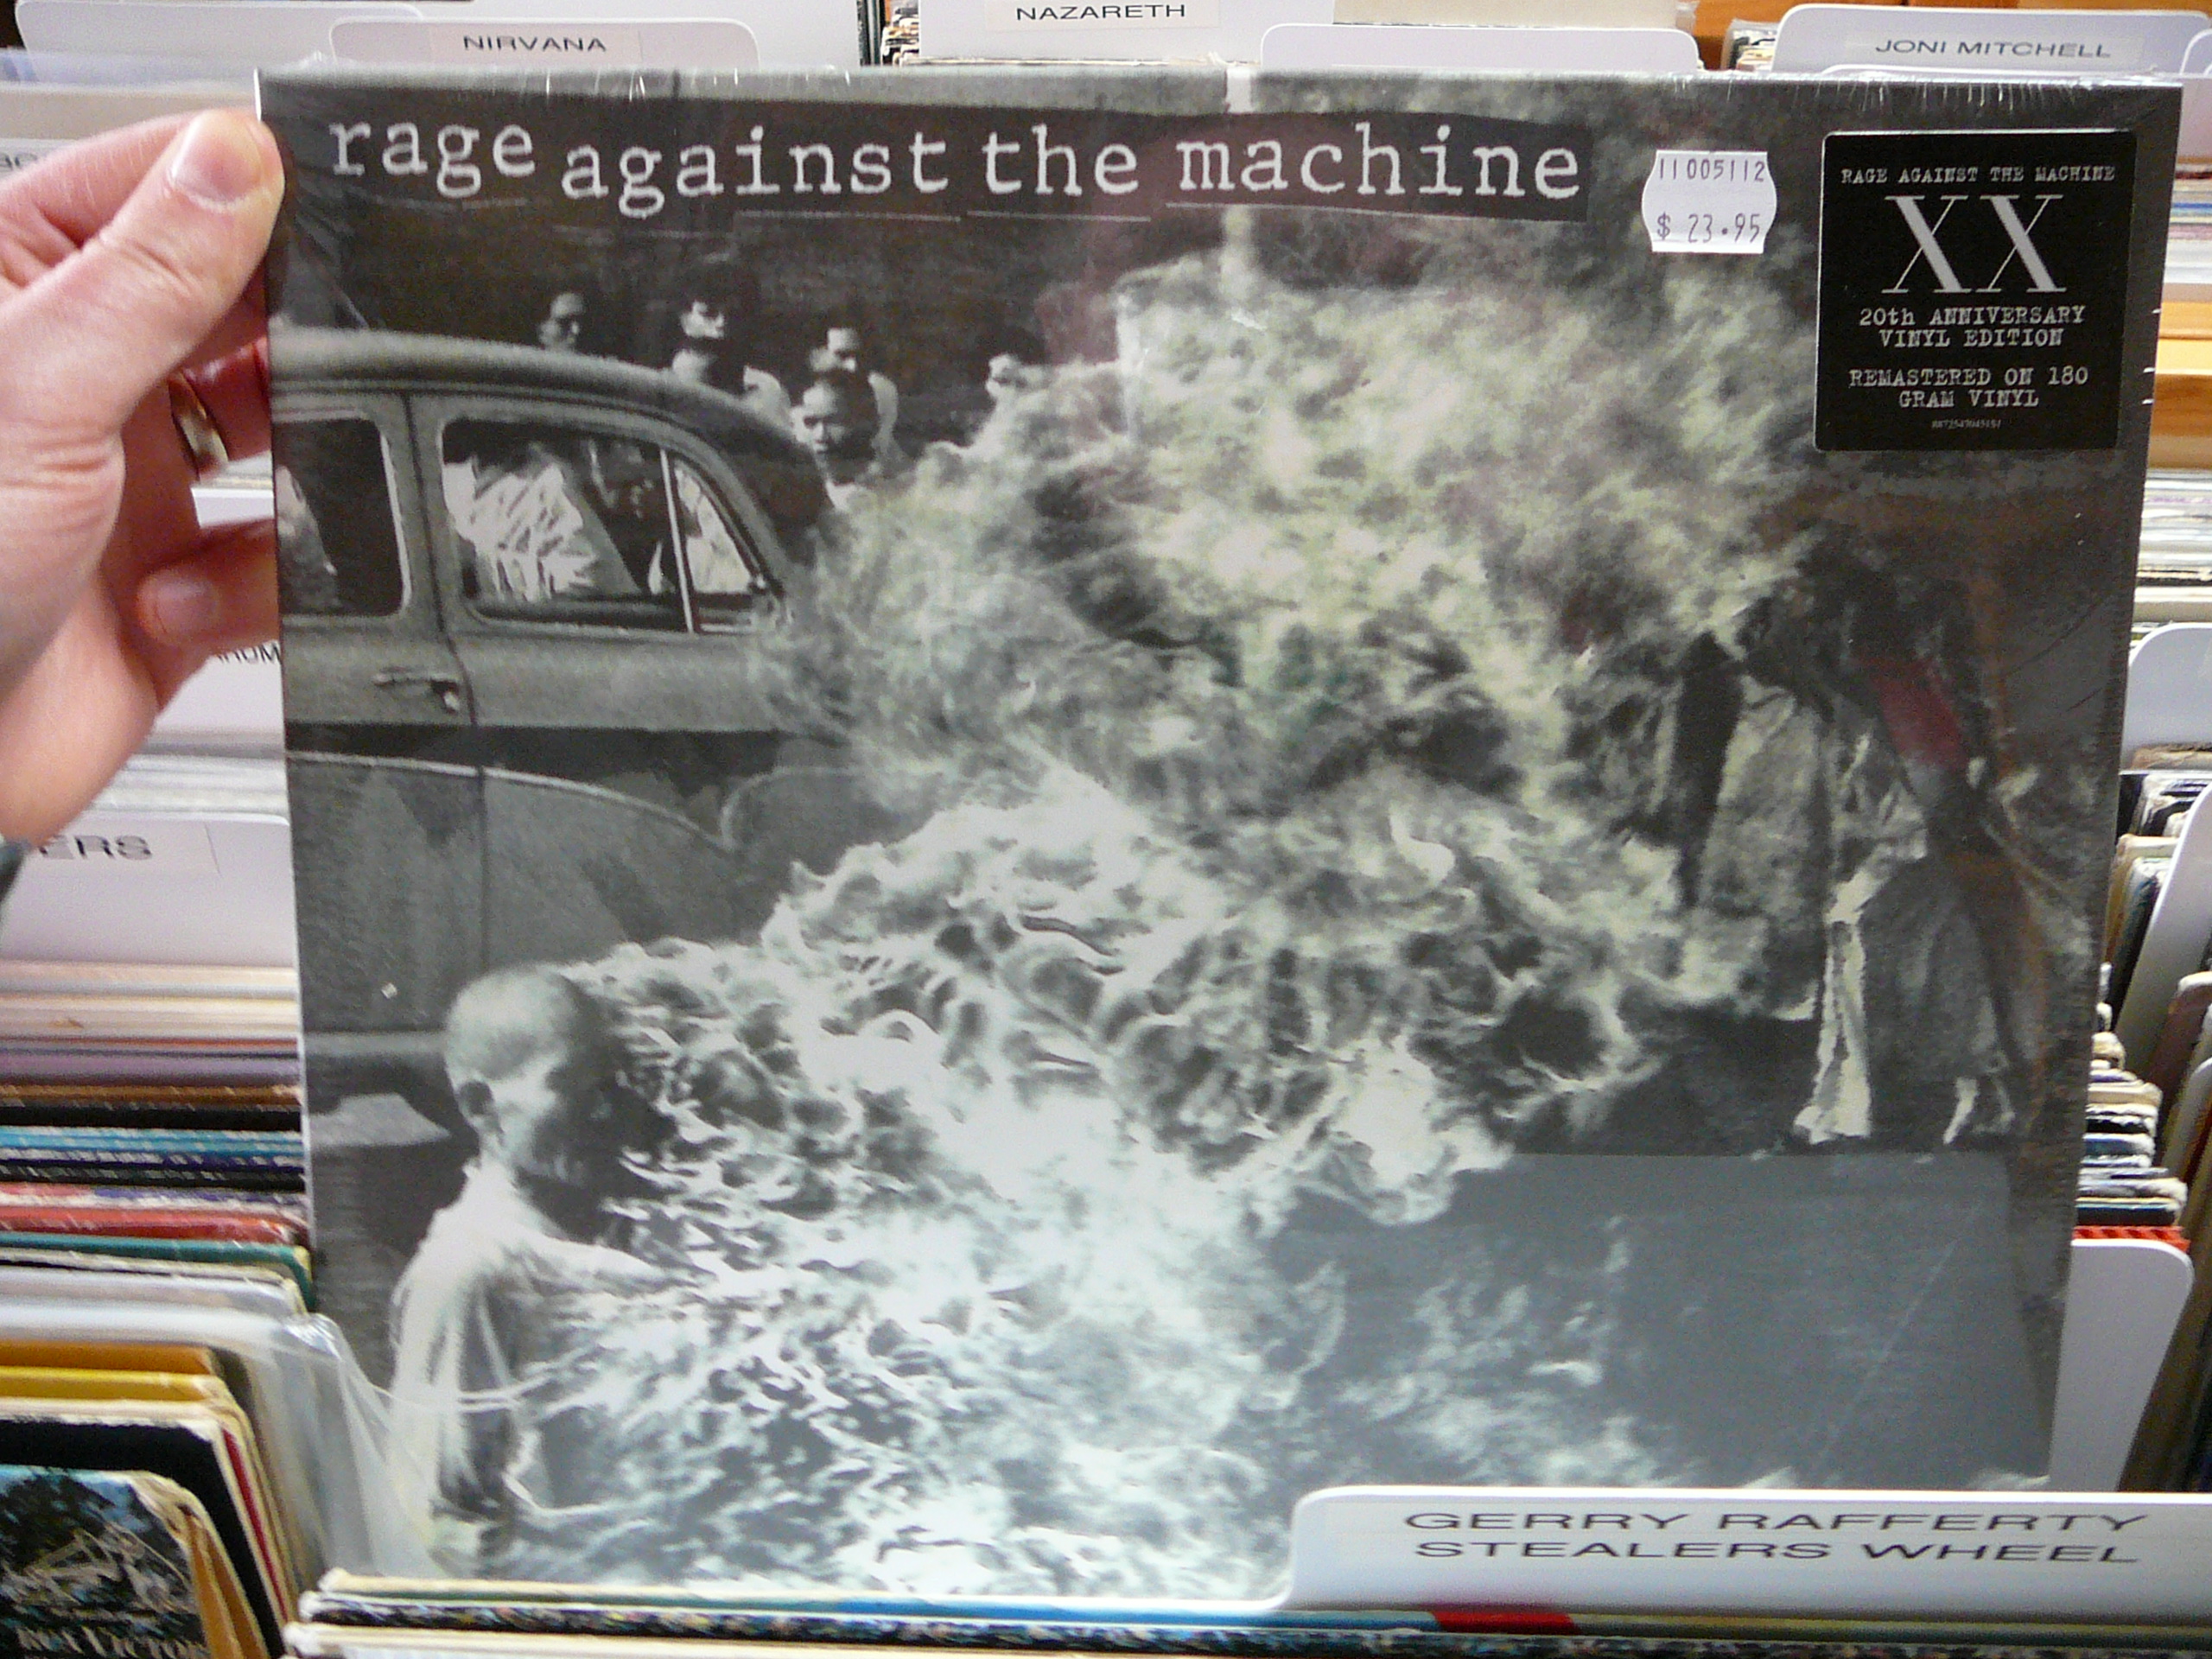 NAZARETH
NIRVANA
JONI MITCHELL
rage against the machine
11005112
$ 23.95
RAGE AGAINST THE MACHINE
XX
20th ANNIVERSARY
VINYL EDITION
REMASTERED ON 180
GRAM VINYL
ERS
GERRY RAFFERTY
STEALERS WHEEL